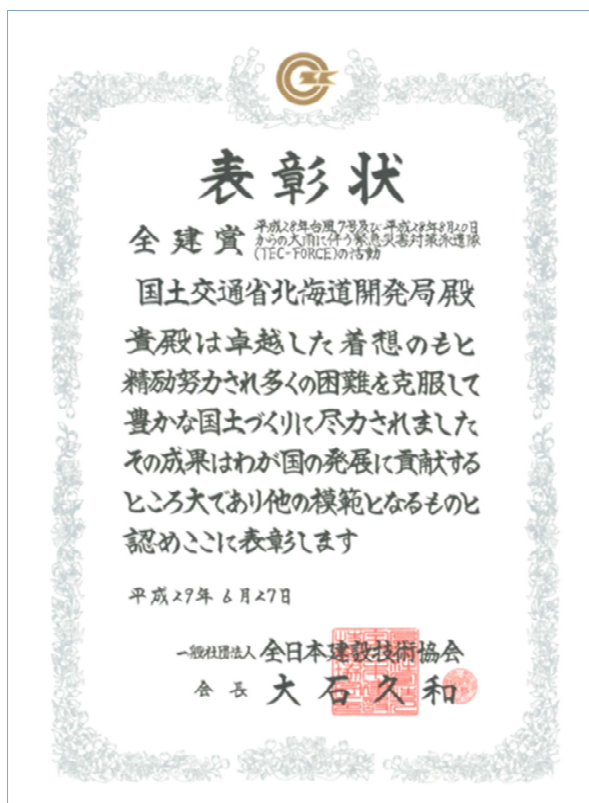 表彰状
全建賞
平成28年台風7号及び平成28年8月20日
からの大雨に伴う緊急災害対策派遣隊
(TEC-FORCE)の活動
国土交通省北海道開発局殿
貴殿は卓越した着想のもと
精励努力され多くの困難を克服して
豊かな国土づくりに尽力されました
その成果はわが国の発展に貢献する
ところ大であり他の模範となるものと
認めここに表彰します
平成29年6月27日
一般社団法人 全日本建設技術協会
会長 大石久和